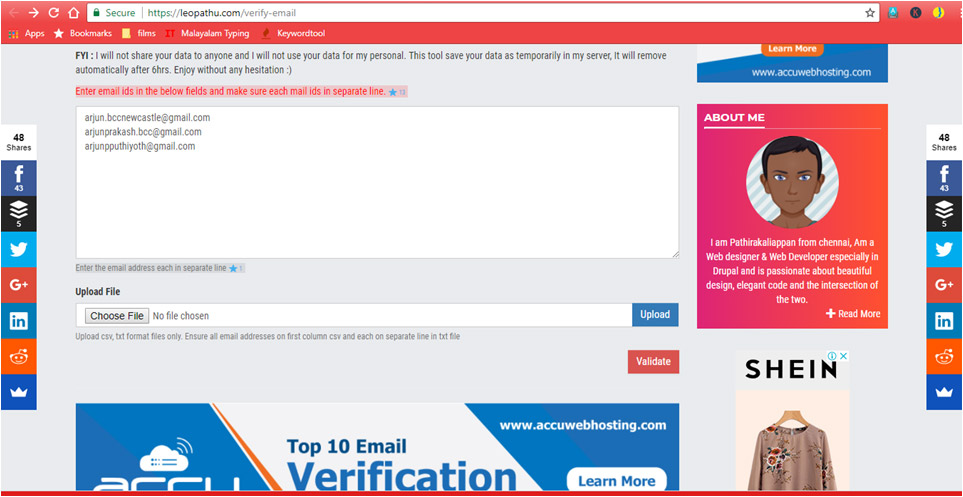 Secure
https://leopathu.com/verify-email
Apps
Bookmarks
films
IT
Malayalam Typing
Keywordtool
FYI : I will not share your data to anyone and I will not use your data for my personal. This tool save your data as temporarily in my server, It will remove
automatically after 6hrs. Enjoy without any hesitation :)
Enter email ids in the below fields and make sure each mail ids in separate line.
arjun.bccnewcastle@gmail.com
arjunprakash.bcc@gmail.com
arjunpputhiyoth@gmail.com
Enter the email address each in separate line
Upload File
Choose File No file chosen
Upload
Upload csv, txt format files only. Ensure all email addresses on first column csv and each on separate line in txt file
Validate
48
Shares
43
5
G+
in
Learn More
www.accuwebhosting.com
ABOUT ME
I am Pathirakaliappan from chennai, Am a
Web designer & Web Developer especially in
Drupal and is passionate about beautiful
design, elegant code and the intersection of
the two.
Read More
SHEIN
48
Shares
43
5
G+
in
www.accuwebhosting.com
Top 10 Email
Verification
Learn More
ACCU